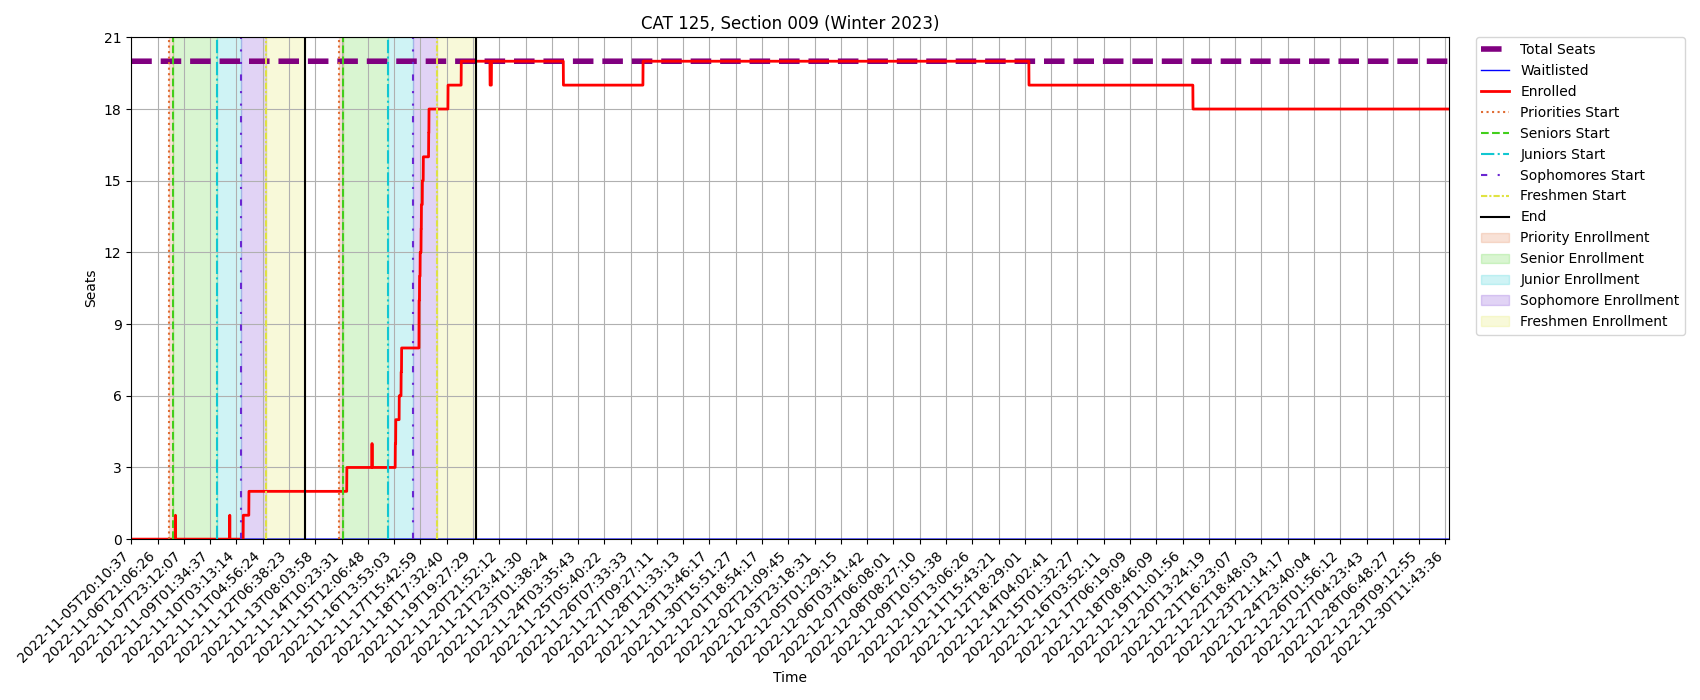 CAT 125, Section 009 (Winter 2023)
21
18
15
12
9
6
3
0
Seats
2022-11-05T20:10:37
2022-11-06T21:06:26
2022-11-07T23:12:07
2022-11-09T01:34:37
2022-11-10T03:13:14
2022-11-11T04:56:24
2022-11-12T06:38:23
2022-11-13T08:03:58
2022-11-14T10:23:31
2022-11-15T12:06:48
2022-11-16T13:53:03
2022-11-17T15:42:59
2022-11-18T17:32:40
2022-11-19T19:27:29
2022-11-20T21:52:12
2022-11-21T23:41:30
2022-11-23T01:38:24
2022-11-24T03:35:43
2022-11-25T05:40:22
2022-11-26T07:33:33
2022-11-27T09:27:11
2022-11-28T11:33:13
2022-11-29T13:46:17
2022-11-30T15:51:27
2022-12-01T18:54:17
2022-12-02T21:09:45
2022-12-03T23:18:31
2022-12-05T01:29:15
2022-12-06T03:41:42
2022-12-07T06:08:01
2022-12-08T08:27:10
2022-12-09T10:51:38
2022-12-10T13:06:26
2022-12-11T15:43:21
2022-12-12T18:29:01
2022-12-14T04:02:41
2022-12-15T15:32:27
2022-12-16T03:52:11
2022-12-17T06:19:09
2022-12-18T08:46:09
2022-12-19T11:01:56
2022-12-20T13:24:19
2022-12-21T16:23:07
2022-12-22T18:48:03
2022-12-23T21:14:17
2022-12-24T23:40:04
2022-12-26T01:56:12
2022-12-27T04:23:43
2022-12-28T06:48:27
2022-12-29T09:12:55
2022-12-30T11:43:36
Time
Total Seats
Waitlisted
Enrolled
Priorities Start
Seniors Start
Juniors Start
Sophomores Start
Freshmen Start
End
Priority Enrollment
Senior Enrollment
Junior Enrollment
Sophomore Enrollment
Freshmen Enrollment